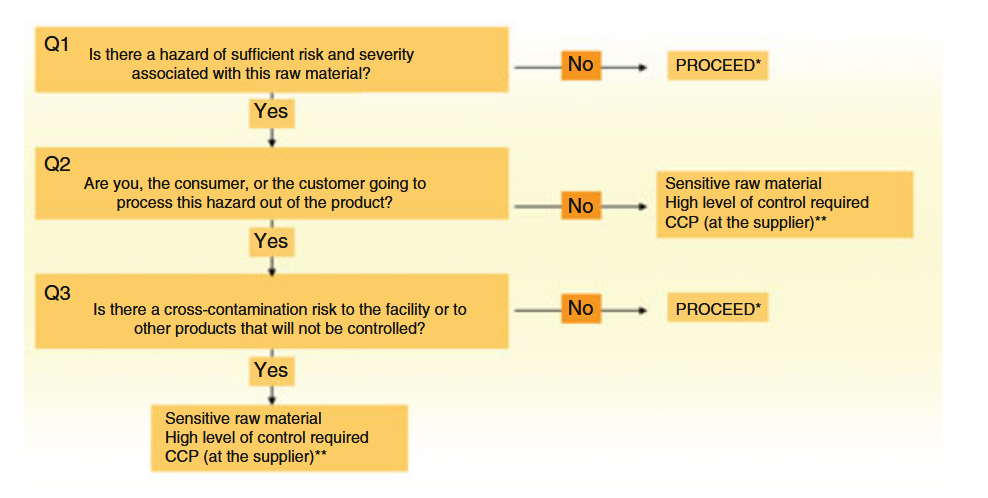 Q1
Is there a hazard of sufficient risk and severity
associated with this raw material?
No
PROCEED*
Yes
Q2
Are you, the consumer, or the customer going to
process this hazard out of the product?
No
Sensitive raw material
High level of control required
CCP (at the supplier)**
Yes
Q3
Is there a cross-contamination risk to the facility or to
other products that will not be controlled?
No
PROCEED*
Yes
Sensitive raw material
High level of control required
CCP (at the supplier)**